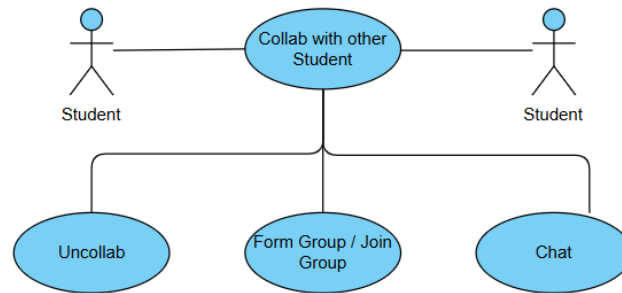 Collab with other
Student
Student
Student
Uncollab
Form Group / Join
Group
Chat